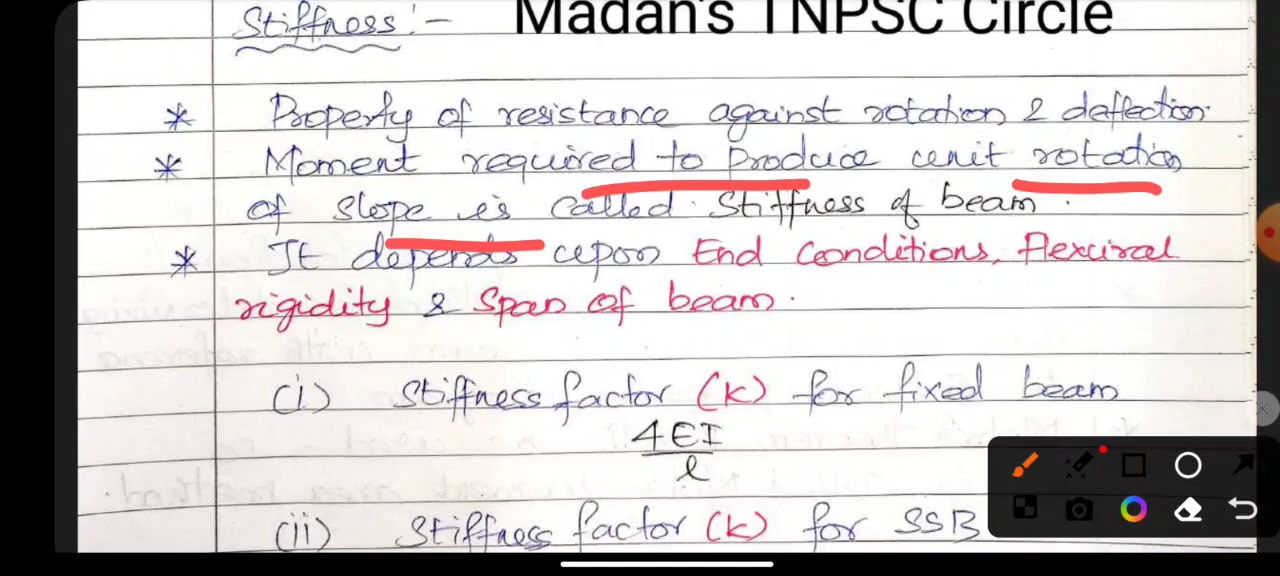 Madan's TNPSC Circle
Stiffness:-
* Property of resistance against rotation & deflection.
* Moment required to produce unit rotation
of slope is called. Stiffness of beam.
* It depends upon End Conditions, Flexural
rigidity & Span of beam.
(i) Stiffness factor (K) for fixed beam
4EI
l
(ii) Stiffness factor (K) for SSB